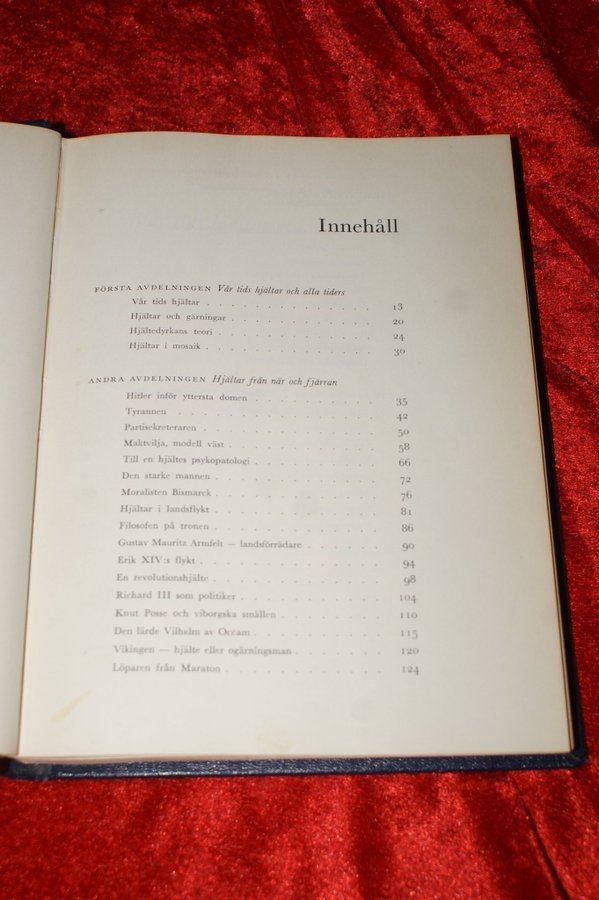 Innehåll
FÖRSTA AVDELNINGEN Vår tids hjältar och alla tiders
Vår tids hjältar . . . . . . . . . . . 13
Hjältar och gärningar . . . . . . . . . . 20
Hjältedyrkans teori . . . . . . . . . . 24
Hjältar i mosaik . . . . . . . . . . . 30
ANDRA AVDELNINGEN Hjältar från när och fjärran
Hitler inför yttersta domen . . . . . . . . . 35
Tyrannen . . . . . . . . . . . . 42
Partisekreteraren . . . . . . . . . . . 50
Maktvilja, modell väst . . . . . . . . . . 58
Till en hjältes psykopatologi . . . . . . . . . 66
Den starke mannen . . . . . . . . . . 72
Moralisten Bismarck . . . . . . . . . . 76
Hjältar i landsflykt . . . . . . . . . . 81
Filosofen på tronen . . . . . . . . . . 86
Gustav Mauritz Armfelt — landsförrädare . . . . . 90
Erik XIV:s flykt . . . . . . . . . . . 94
En revolutionshjälte . . . . . . . . . . 98
Richard III som politiker . . . . . . . . . 104
Knut Posse och viborgska smällen . . . . . . . 110
Den lärde Vilhelm av Occam . . . . . . . . 115
Vikingen — hjälte eller ogärningsman . . . . . . 120
Löparen från Maraton . . . . . . . . . . 124